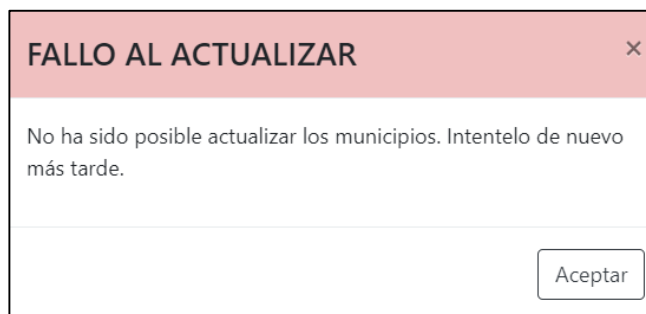 FALLO AL ACTUALIZAR
×
No ha sido posible actualizar los municipios. Intentelo de nuevo
más tarde.
Aceptar